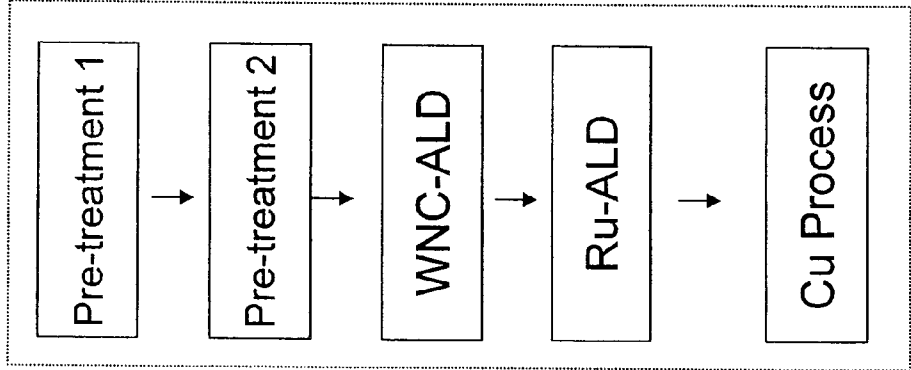 Pre-treatment 1
Pre-treatment 2
WNC-ALD
Ru-ALD
Cu Process